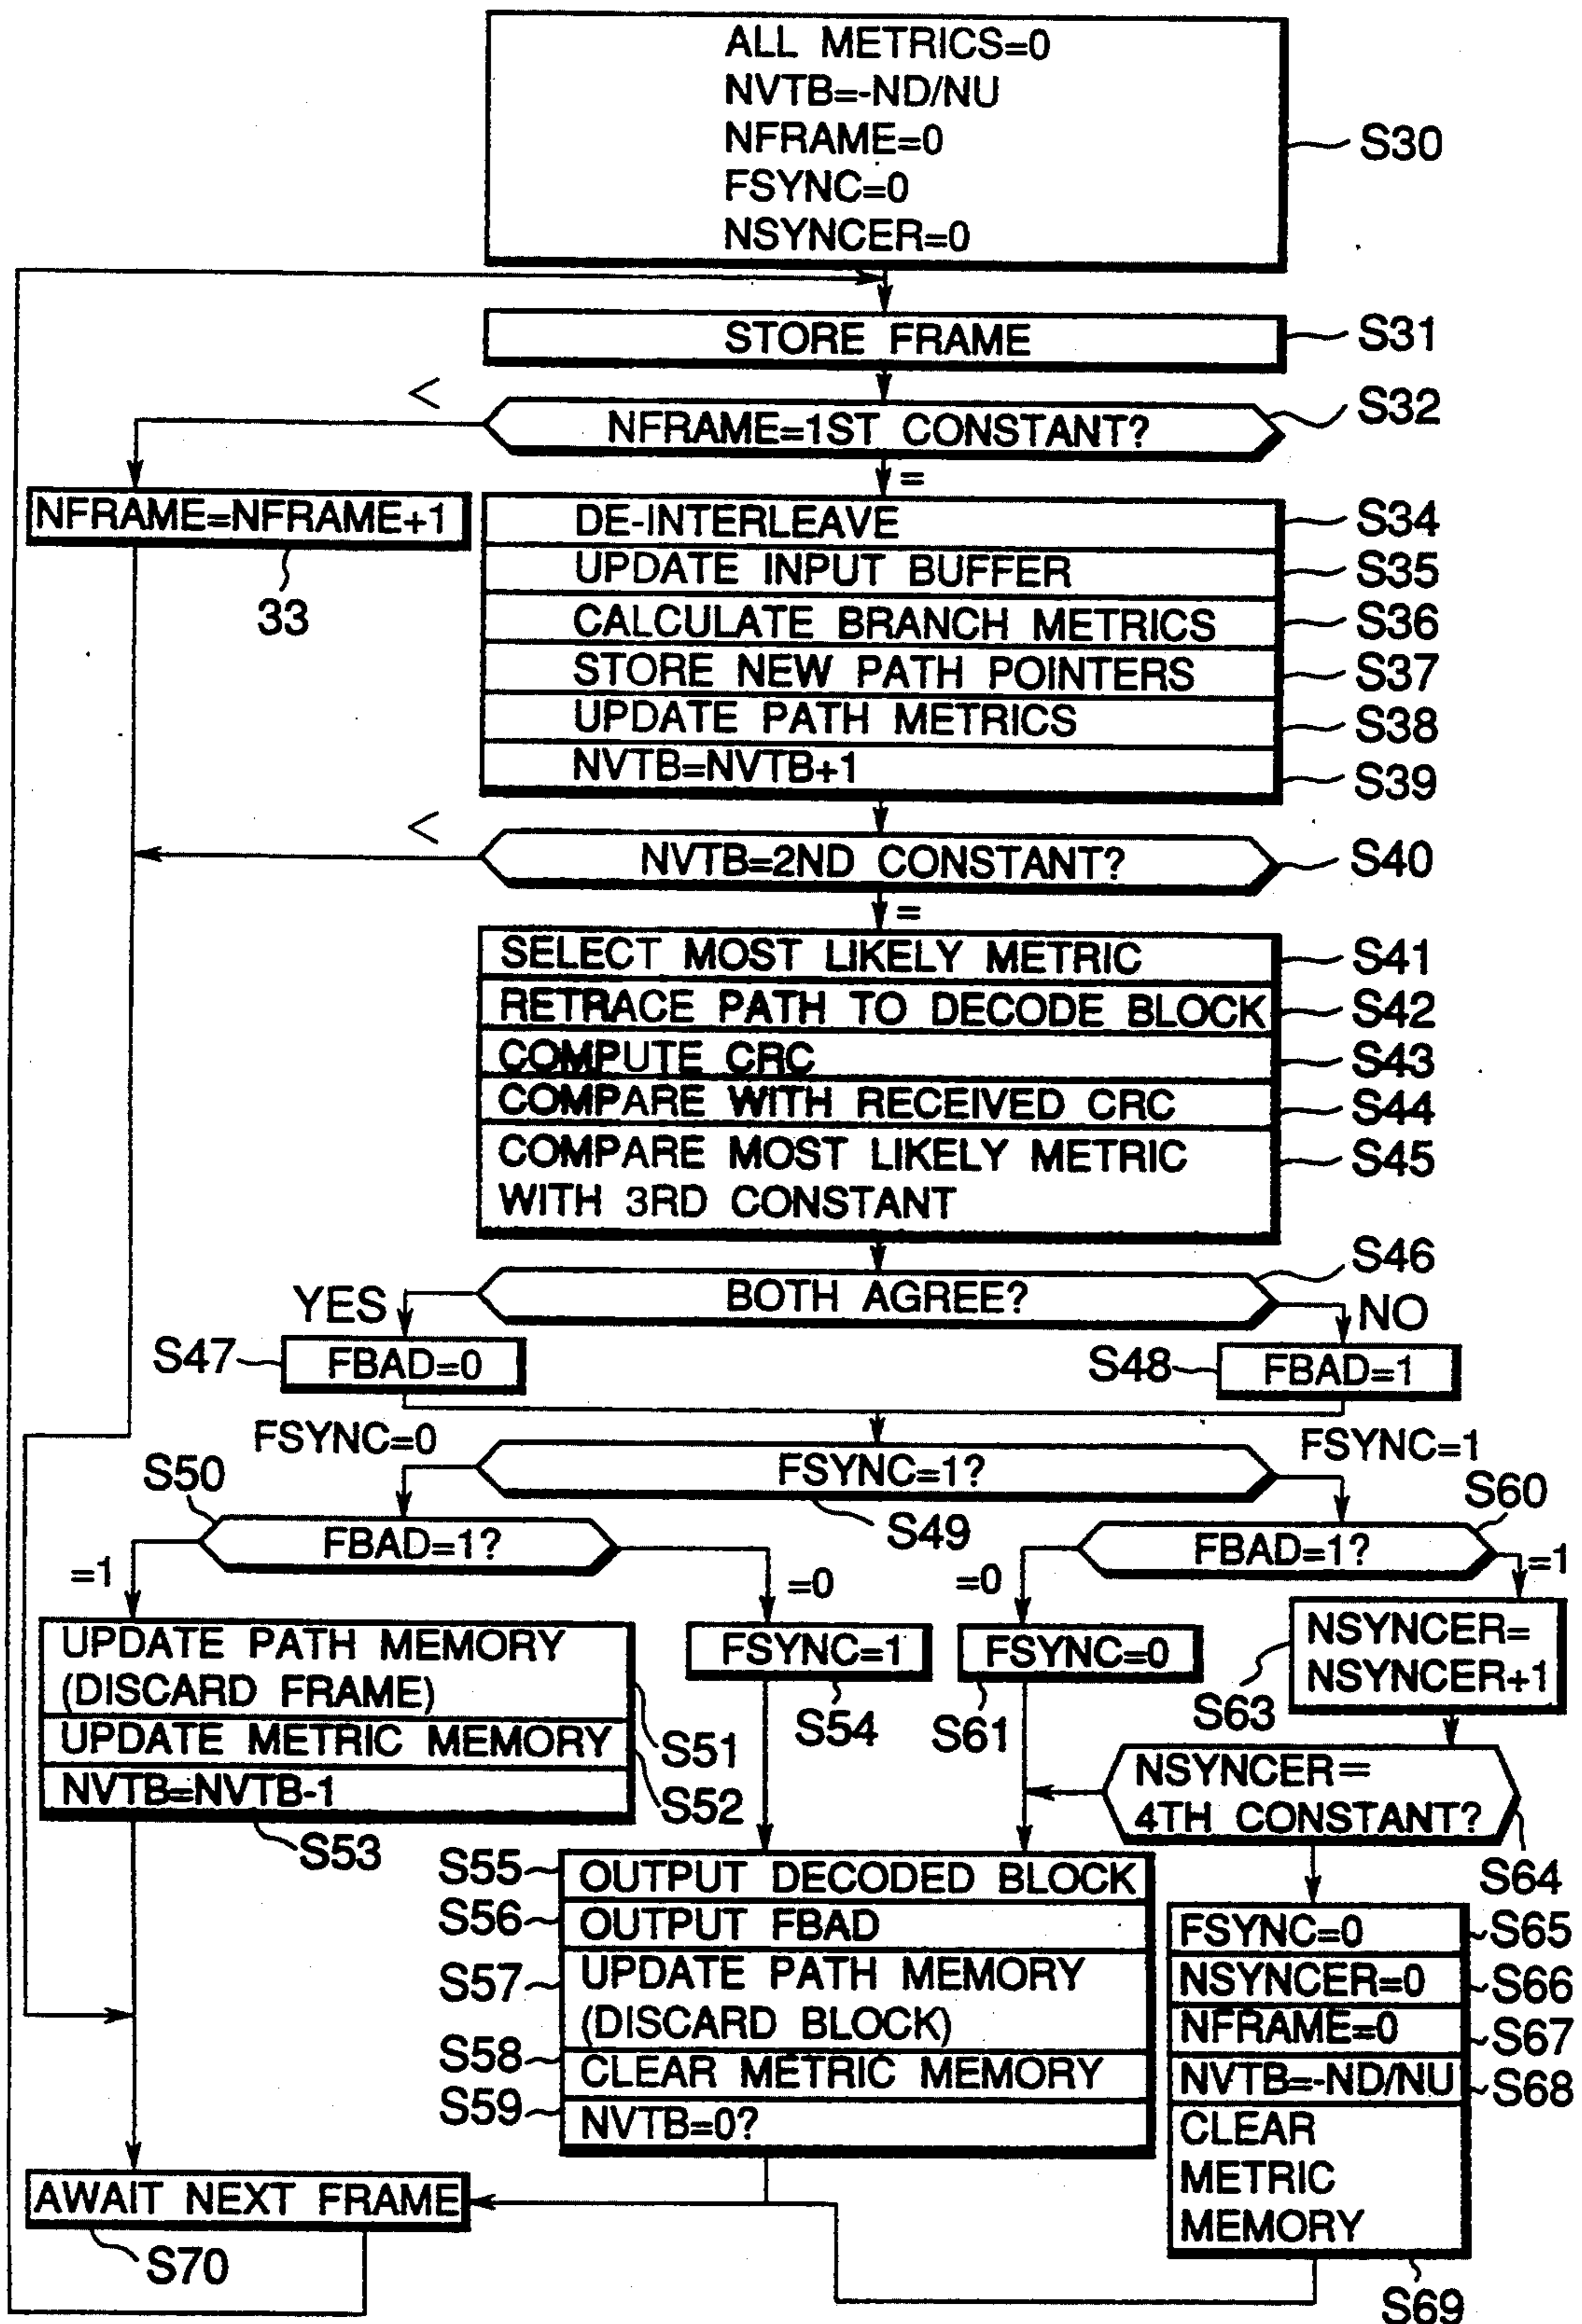 ALL METRICS=0
NVTB=-ND/NU
NFRAME=0
FSYNC=0
NSYNCER=0
S30
STORE FRAME
S31
<
NFRAME=1ST CONSTANT?
S32
=
NFRAME=NFRAME+1
33
DE-INTERLEAVE
S34
UPDATE INPUT BUFFER
S35
CALCULATE BRANCH METRICS
S36
STORE NEW PATH POINTERS
S37
UPDATE PATH METRICS
S38
NVTB=NVTB+1
S39
<
NVTB=2ND CONSTANT?
S40
=
SELECT MOST LIKELY METRIC
S41
RETRACE PATH TO DECODE BLOCK
S42
COMPUTE CRC
S43
COMPARE WITH RECEIVED CRC
S44
COMPARE MOST LIKELY METRIC
WITH 3RD CONSTANT
S45
BOTH AGREE?
S46
YES
NO
S47
FBAD=0
S48
FBAD=1
FSYNC=0
FSYNC=1?
FSYNC=1
S49
S50
FBAD=1?
=1
=0
S60
FBAD=1?
=0
=1
UPDATE PATH MEMORY
(DISCARD FRAME)
S51
UPDATE METRIC MEMORY
S52
NVTB=NVTB-1
S53
FSYNC=1
S54
FSYNC=0
S61
NSYNCER=
NSYNCER+1
S63
NSYNCER=
4TH CONSTANT?
S64
S55
OUTPUT DECODED BLOCK
S56
OUTPUT FBAD
S57
UPDATE PATH MEMORY
(DISCARD BLOCK)
S58
CLEAR METRIC MEMORY
S59
NVTB=0?
FSYNC=0
S65
NSYNCER=0
S66
NFRAME=0
S67
NVTB=-ND/NU
S68
CLEAR
METRIC
MEMORY
S69
AWAIT NEXT FRAME
S70